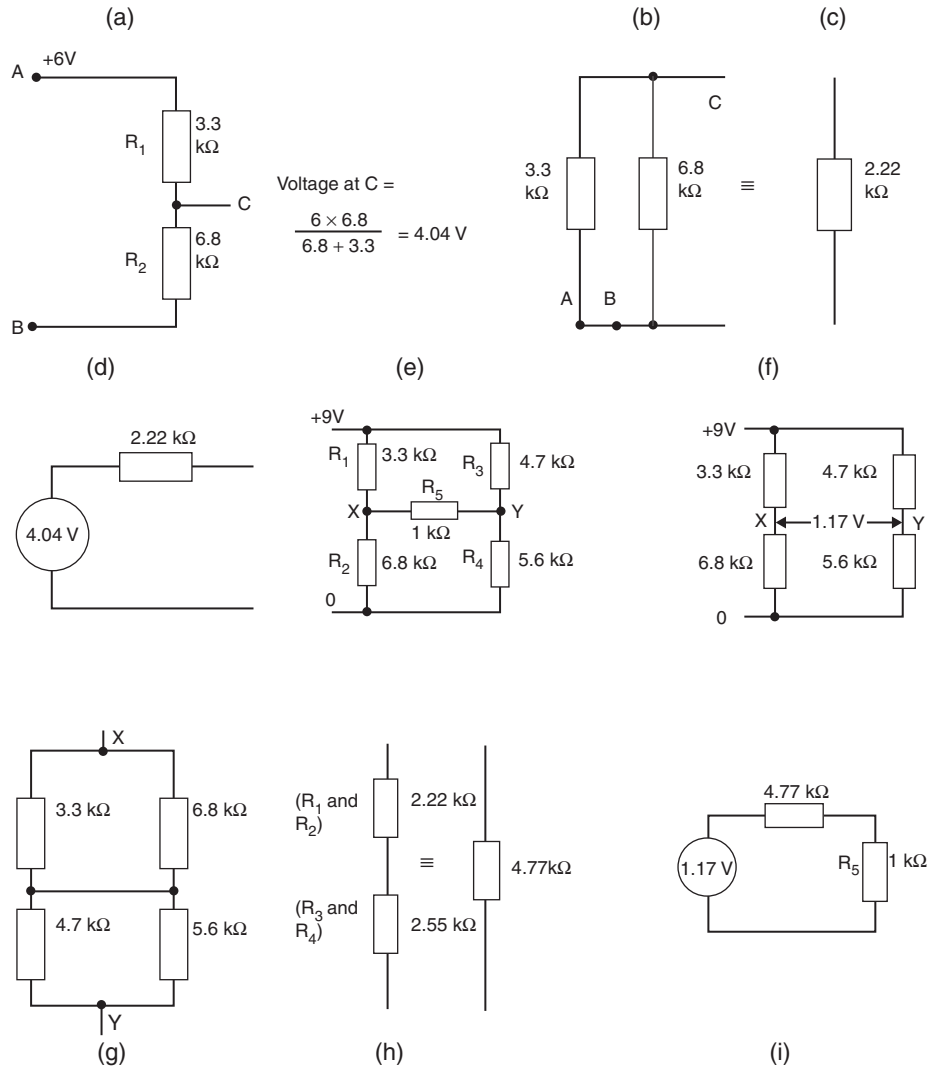 (a)
A
+6V
R1
3.3
kΩ
C
R2
6.8
kΩ
B
Voltage at C =
6 × 6.8
6.8 + 3.3
= 4.04 V
(b)
C
3.3
kΩ
6.8
kΩ
≡
A
B
(c)
2.22
kΩ
(d)
2.22 kΩ
4.04 V
(e)
+9V
R1
3.3 kΩ
R3
4.7 kΩ
R5
X
Y
1 kΩ
R2
6.8 kΩ
R4
5.6 kΩ
0
(f)
+9V
3.3 kΩ
4.7 kΩ
X
1.17 V
Y
6.8 kΩ
5.6 kΩ
0
X
3.3 kΩ
6.8 kΩ
4.7 kΩ
5.6 kΩ
Y
(g)
(R1 and
R2)
2.22 kΩ
≡
4.77kΩ
(R3 and
R4)
2.55 kΩ
(h)
4.77 kΩ
1.17 V
R5
1 kΩ
(i)